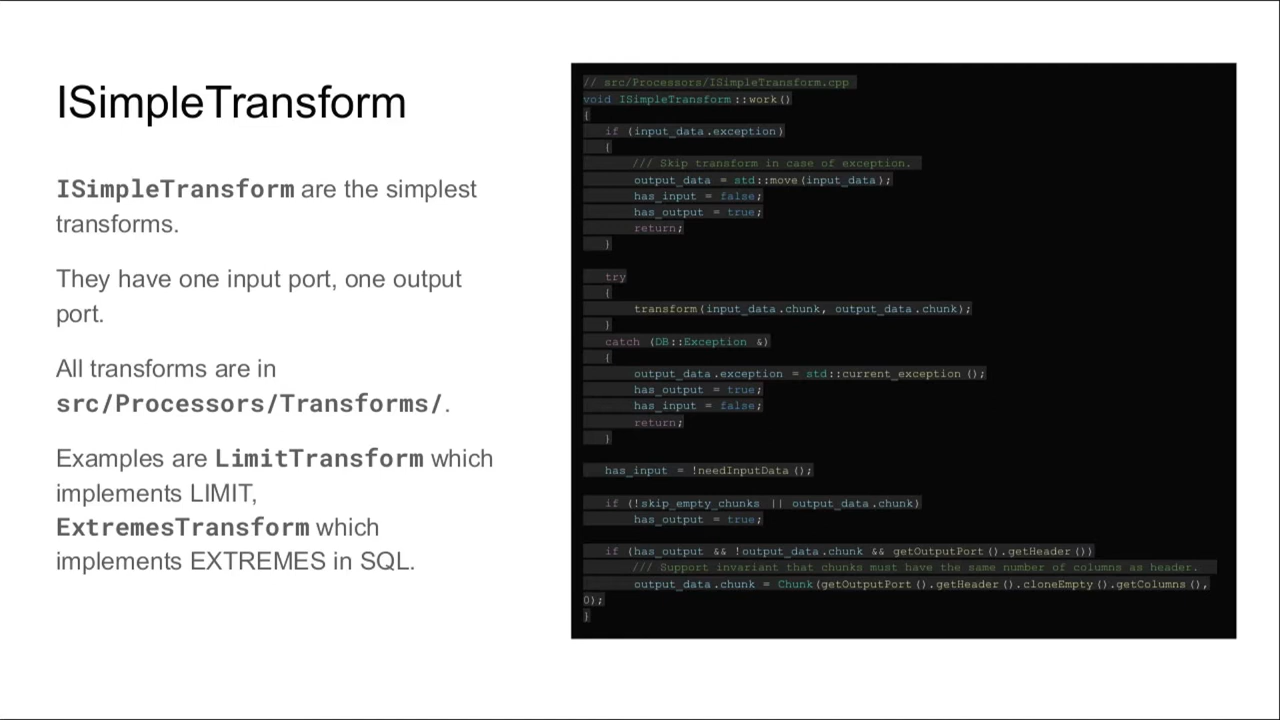 ISimpleTransform
ISimpleTransform are the simplest
transforms.
They have one input port, one output
port.
All transforms are in
src/Processors/Transforms/.
Examples are LimitTransform which
implements LIMIT,
ExtremesTransform which
implements EXTREMES in SQL.
// src/Processors/ISimpleTransform.cpp
void ISimpleTransform::work()
{
if (input_data.exception)
{
/// Skip transform in case of exception.
output_data = std::move(input_data);
has_input = false;
has_output = true;
return;
}
try
{
transform(input_data.chunk, output_data.chunk);
}
catch (DB::Exception &)
{
output_data.exception = std::current_exception();
has_output = true;
has_input = false;
return;
}
has_input = !needInputData();
if (!skip_empty_chunks || output_data.chunk)
has_output = true;
if (has_output && !output_data.chunk && getOutputPort().getHeader())
/// Support invariant that chunks must have the same number of columns as header.
output_data.chunk = Chunk(getOutputPort().getHeader().cloneEmpty().getColumns(),
0);
}